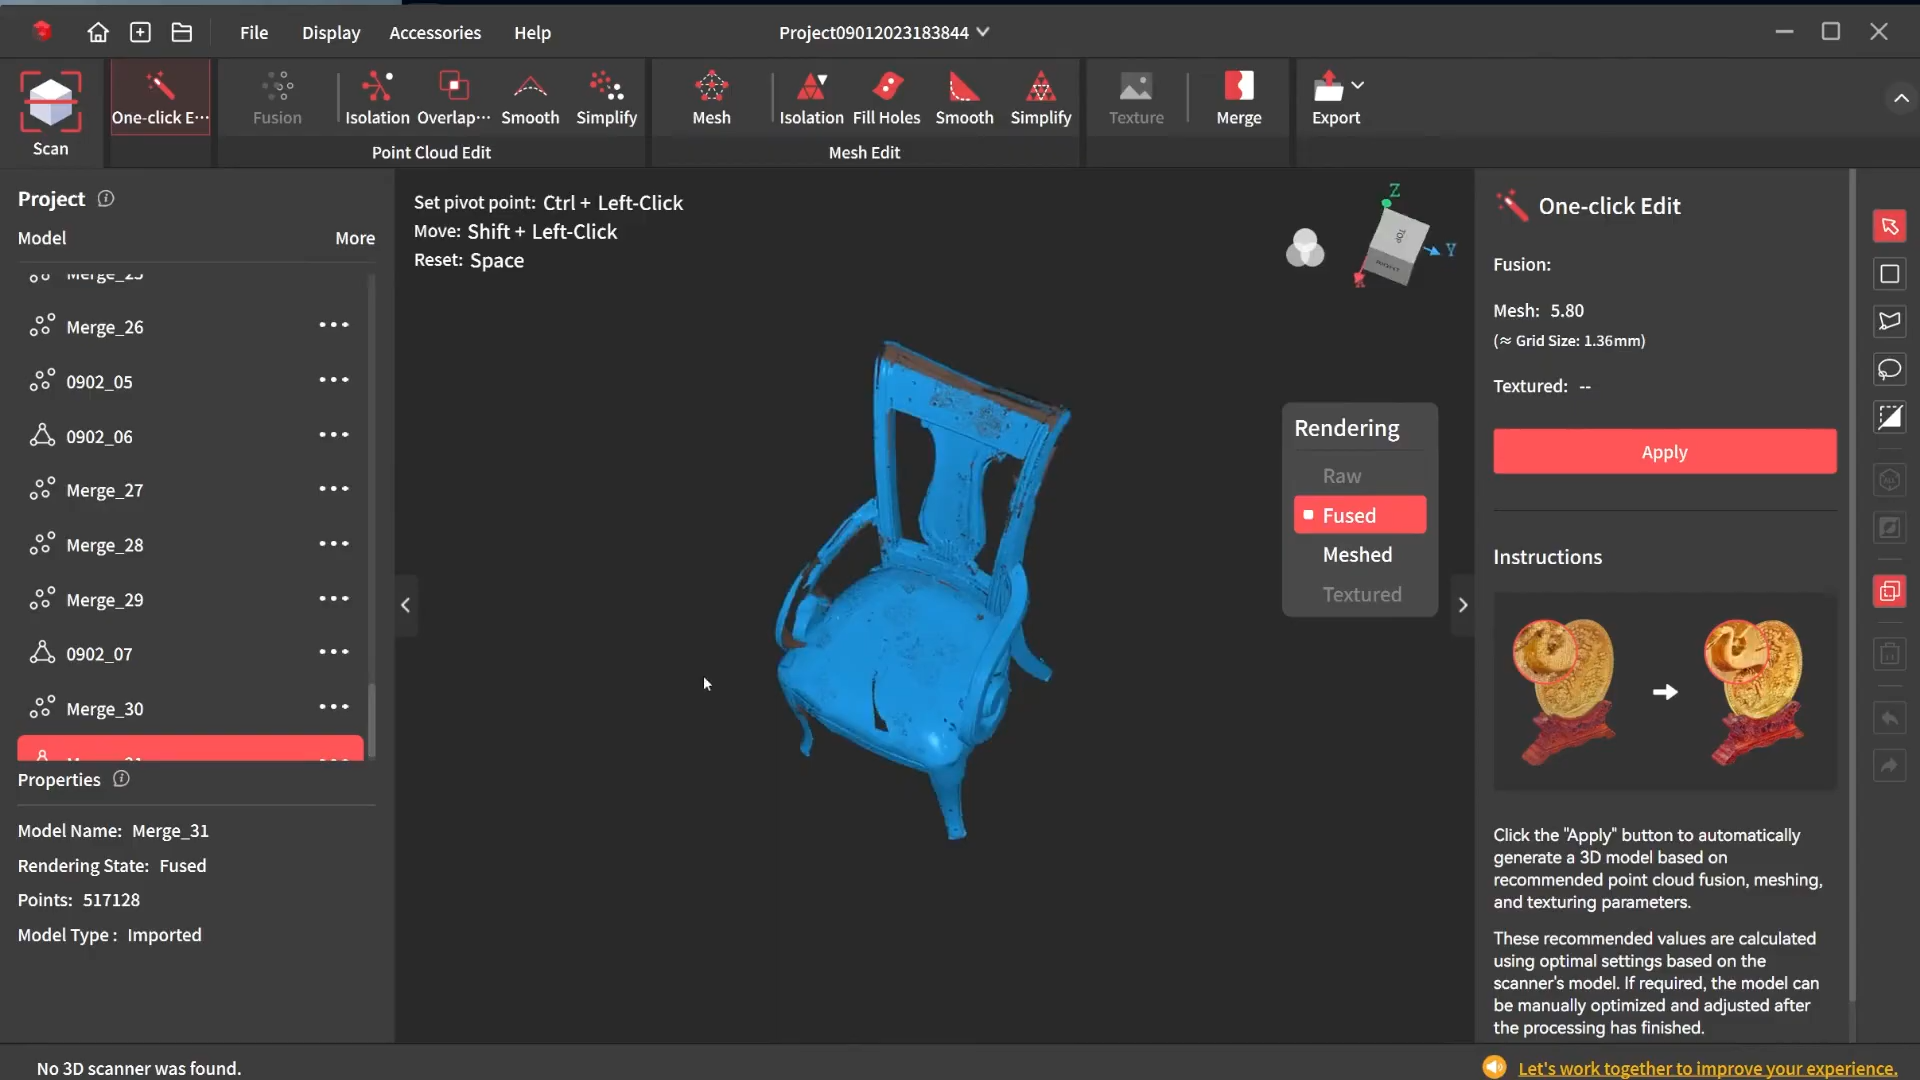 File
Display
Accessories
Help
Project09012023183844
Scan
One-click E···
Fusion
Isolation
Overlap···
Smooth
Simplify
Point Cloud Edit
Mesh
Isolation
Fill Holes
Smooth
Simplify
Mesh Edit
Texture
Merge
Export
Project
Model
More
Merge_26
0902_05
0902_06
Merge_27
Merge_28
Merge_29
0902_07
Merge_30
Properties
Model Name: Merge_31
Rendering State: Fused
Points: 517128
Model Type : Imported
Set pivot point: Ctrl + Left-Click
Move: Shift + Left-Click
Reset: Space
Z
Y
TOP
Rendering
Raw
Fused
Meshed
Textured
One-click Edit
Fusion:
Mesh: 5.80
(≈ Grid Size: 1.36mm)
Textured: --
Apply
Instructions
Click the "Apply" button to automatically
generate a 3D model based on
recommended point cloud fusion, meshing,
and texturing parameters.
These recommended values are calculated
using optimal settings based on the
scanner's model. If required, the model can
be manually optimized and adjusted after
the processing has finished.
No 3D scanner was found.
Let's work together to improve your experience.